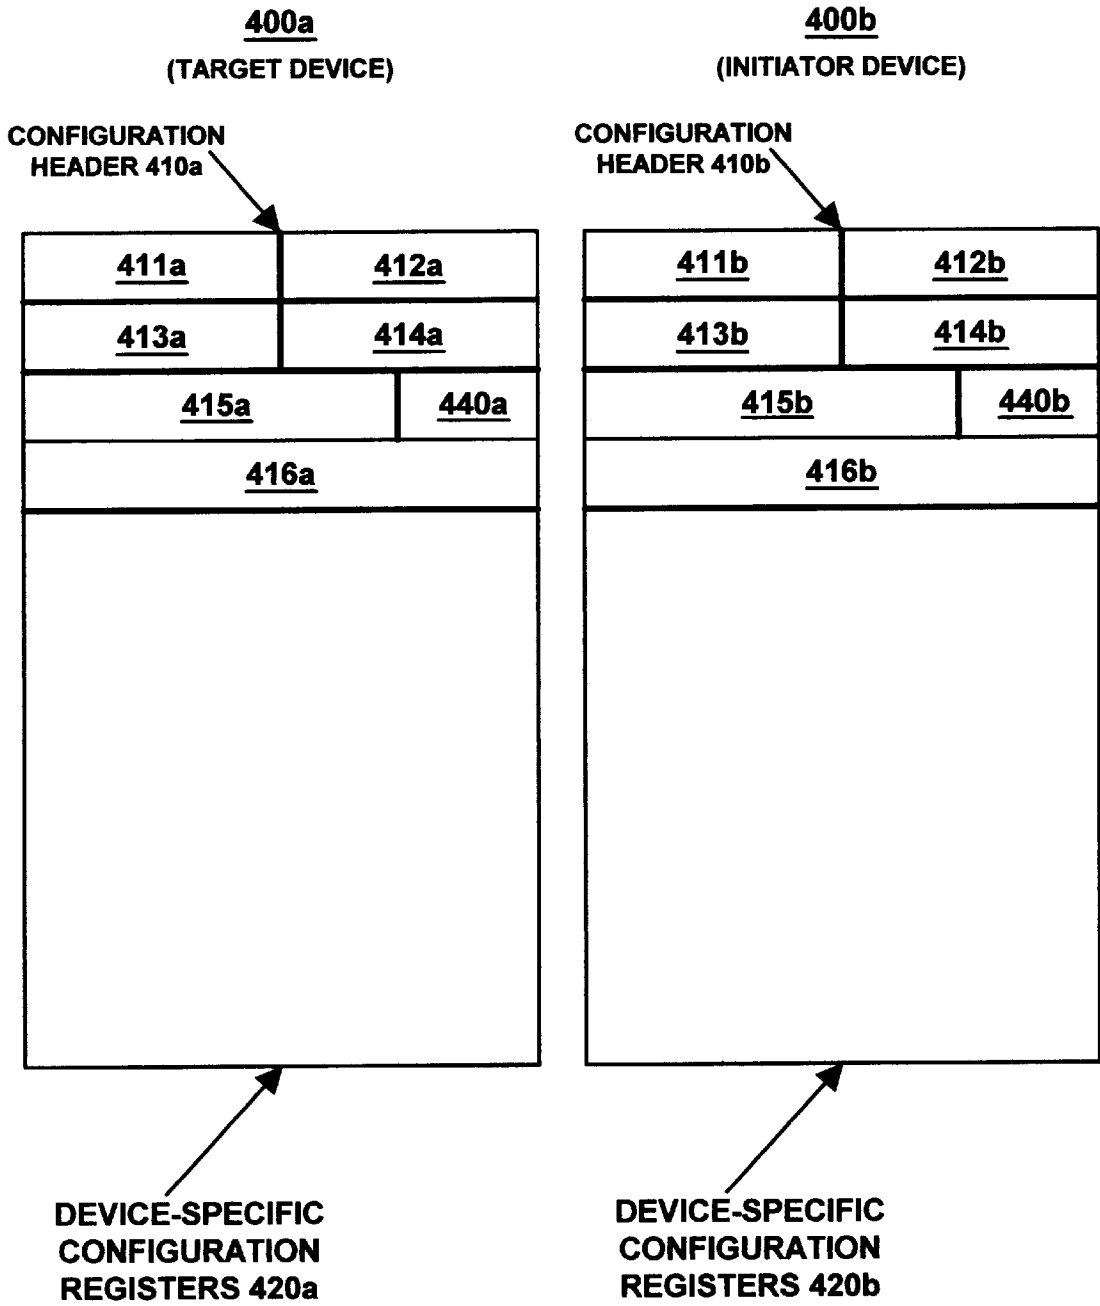 400a
(TARGET DEVICE)
CONFIGURATION
HEADER 410a
411a
412a
413a
414a
415a
440a
416a
DEVICE-SPECIFIC
CONFIGURATION
REGISTERS 420a
400b
(INITIATOR DEVICE)
CONFIGURATION
HEADER 410b
411b
412b
413b
414b
415b
440b
416b
DEVICE-SPECIFIC
CONFIGURATION
REGISTERS 420b